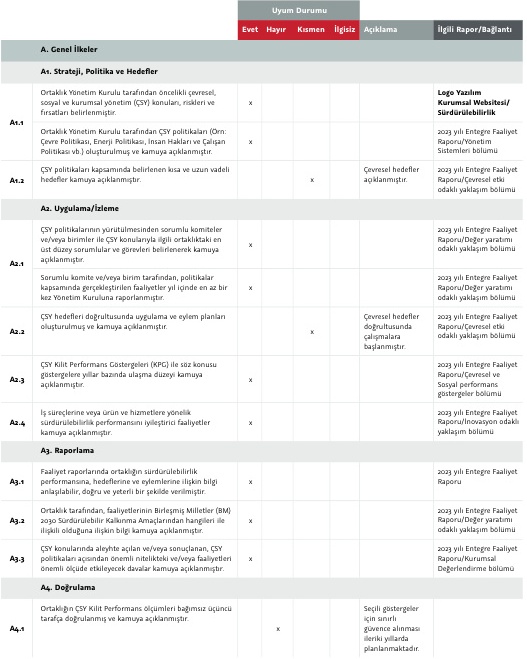 Uyum Durumu
Evet Hayır Kısmen İlgisiz Açıklama İlgili Rapor/Bağlantı
A. Genel İlkeler
A1. Strateji, Politika ve Hedefler
A1.1
Ortaklık Yönetim Kurulu tarafından öncelikli çevresel,
sosyal ve kurumsal yönetim (ÇSY) konuları, riskleri ve
fırsatları belirlenmiştir.
x
Logo Yazılım
Kurumsal Websitesi/
Sürdürülebilirlik
Ortaklık Yönetim Kurulu tarafından ÇSY politikaları (Örn:
Çevre Politikası, Enerji Politikası, İnsan Hakları ve Çalışan
Politikası vb.) oluşturulmuş ve kamuya açıklanmıştır.
x
2023 yılı Entegre Faaliyet
Raporu/Yönetim
Sistemleri bölümü
A1.2
ÇSY politikaları kapsamında belirlenen kısa ve uzun vadeli
hedefler kamuya açıklanmıştır.
x
Çevresel hedefler
açıklanmıştır.
2023 yılı Entegre Faaliyet
Raporu/Çevresel etki
odaklı yaklaşım bölümü
A2. Uygulama/İzleme
A2.1
ÇSY politikalarının yürütülmesinden sorumlu komiteler
ve/veya birimler ile ÇSY konularıyla ilgili ortaklıktaki en
üst düzey sorumlular ve görevleri belirlenerek kamuya
açıklanmıştır.
x
2023 yılı Entegre Faaliyet
Raporu/Değer yaratımı
odaklı yaklaşım bölümü
Sorumlu komite ve/veya birim tarafından, politikalar
kapsamında gerçekleştirilen faaliyetler yıl içinde en az bir
kez Yönetim Kuruluna raporlanmıştır.
x
2023 yılı Entegre Faaliyet
Raporu/Değer yaratımı
odaklı yaklaşım bölümü
A2.2
ÇSY hedefleri doğrultusunda uygulama ve eylem planları
oluşturulmuş ve kamuya açıklanmıştır.
x
Çevresel hedefler
doğrultusunda
çalışmalara
başlanmıştır.
2023 yılı Entegre Faaliyet
Raporu/Çevresel etki
odaklı yaklaşım bölümü
A2.3
ÇSY Kilit Performans Göstergeleri (KPG) ile söz konusu
göstergelere yıllar bazında ulaşma düzeyi kamuya
açıklanmıştır.
x
2023 yılı Entegre Faaliyet
Raporu/Çevresel ve
Sosyal performans
göstergeler bölümü
A2.4
İş süreçlerine veya ürün ve hizmetlere yönelik
sürdürülebilirlik performansını iyileştirici faaliyetler
kamuya açıklanmıştır.
x
2023 yılı Entegre Faaliyet
Raporu/İnovasyon odaklı
yaklaşım bölümü
A3. Raporlama
A3.1
Faaliyet raporlarında ortaklığın sürdürülebilirlik
performansına, hedeflerine ve eylemlerine ilişkin bilgi
anlaşılabilir, doğru ve yeterli bir şekilde verilmiştir.
x
2023 yılı Entegre Faaliyet
Raporu
A3.2
Ortaklık tarafından, faaliyetlerinin Birleşmiş Milletler (BM)
2030 Sürdürülebilir Kalkınma Amaçlarından hangileri ile
ilişkili olduğuna ilişkin bilgi kamuya açıklanmıştır.
x
2023 yılı Entegre Faaliyet
Raporu/Değer yaratımı
odaklı yaklaşım bölümü
A3.3
ÇSY konularında aleyhte açılan ve/veya sonuçlanan, ÇSY
politikaları açısından önemli nitelikteki ve/veya faaliyetleri
önemli ölçüde etkileyecek davalar kamuya açıklanmıştır.
x
2023 yılı Entegre Faaliyet
Raporu/Kurumsal
Değerlendirme bölümü
A4. Doğrulama
A4.1
Ortaklığın ÇSY Kilit Performans ölçümleri bağımsız üçüncü
tarafça doğrulanmış ve kamuya açıklanmıştır.
x
Seçili göstergeler
için sınırlı
güvence alınması
ileriki yıllarda
planlanmaktadır.